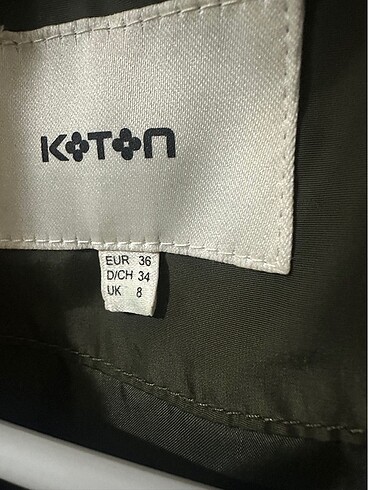 KOTON
EUR 36
D/CH 34
UK 8